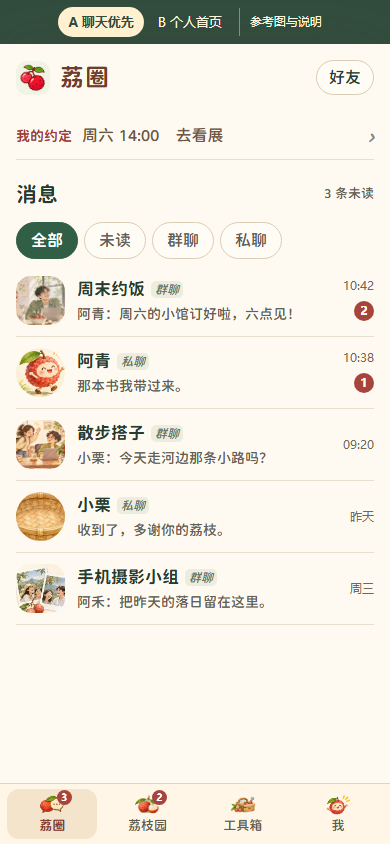 A 聊天优先 B 个人首页 参考图与说明
荔圈 好友
我的约定 周六 14:00 去看展 ›
消息 3 条未读
全部 未读 群聊 私聊
周末约饭 群聊 10:42
阿青：周六的小馆订好啦，六点见！ 2
阿青 私聊 10:38
那本书我带过来。 1
散步搭子 群聊
小栗：今天走河边那条小路吗？ 09:20
小栗 私聊
收到了，多谢你的荔枝。 昨天
手机摄影小组 群聊
阿禾：把昨天的落日留在这里。 周三
3 2
荔圈 荔枝园 工具箱 我